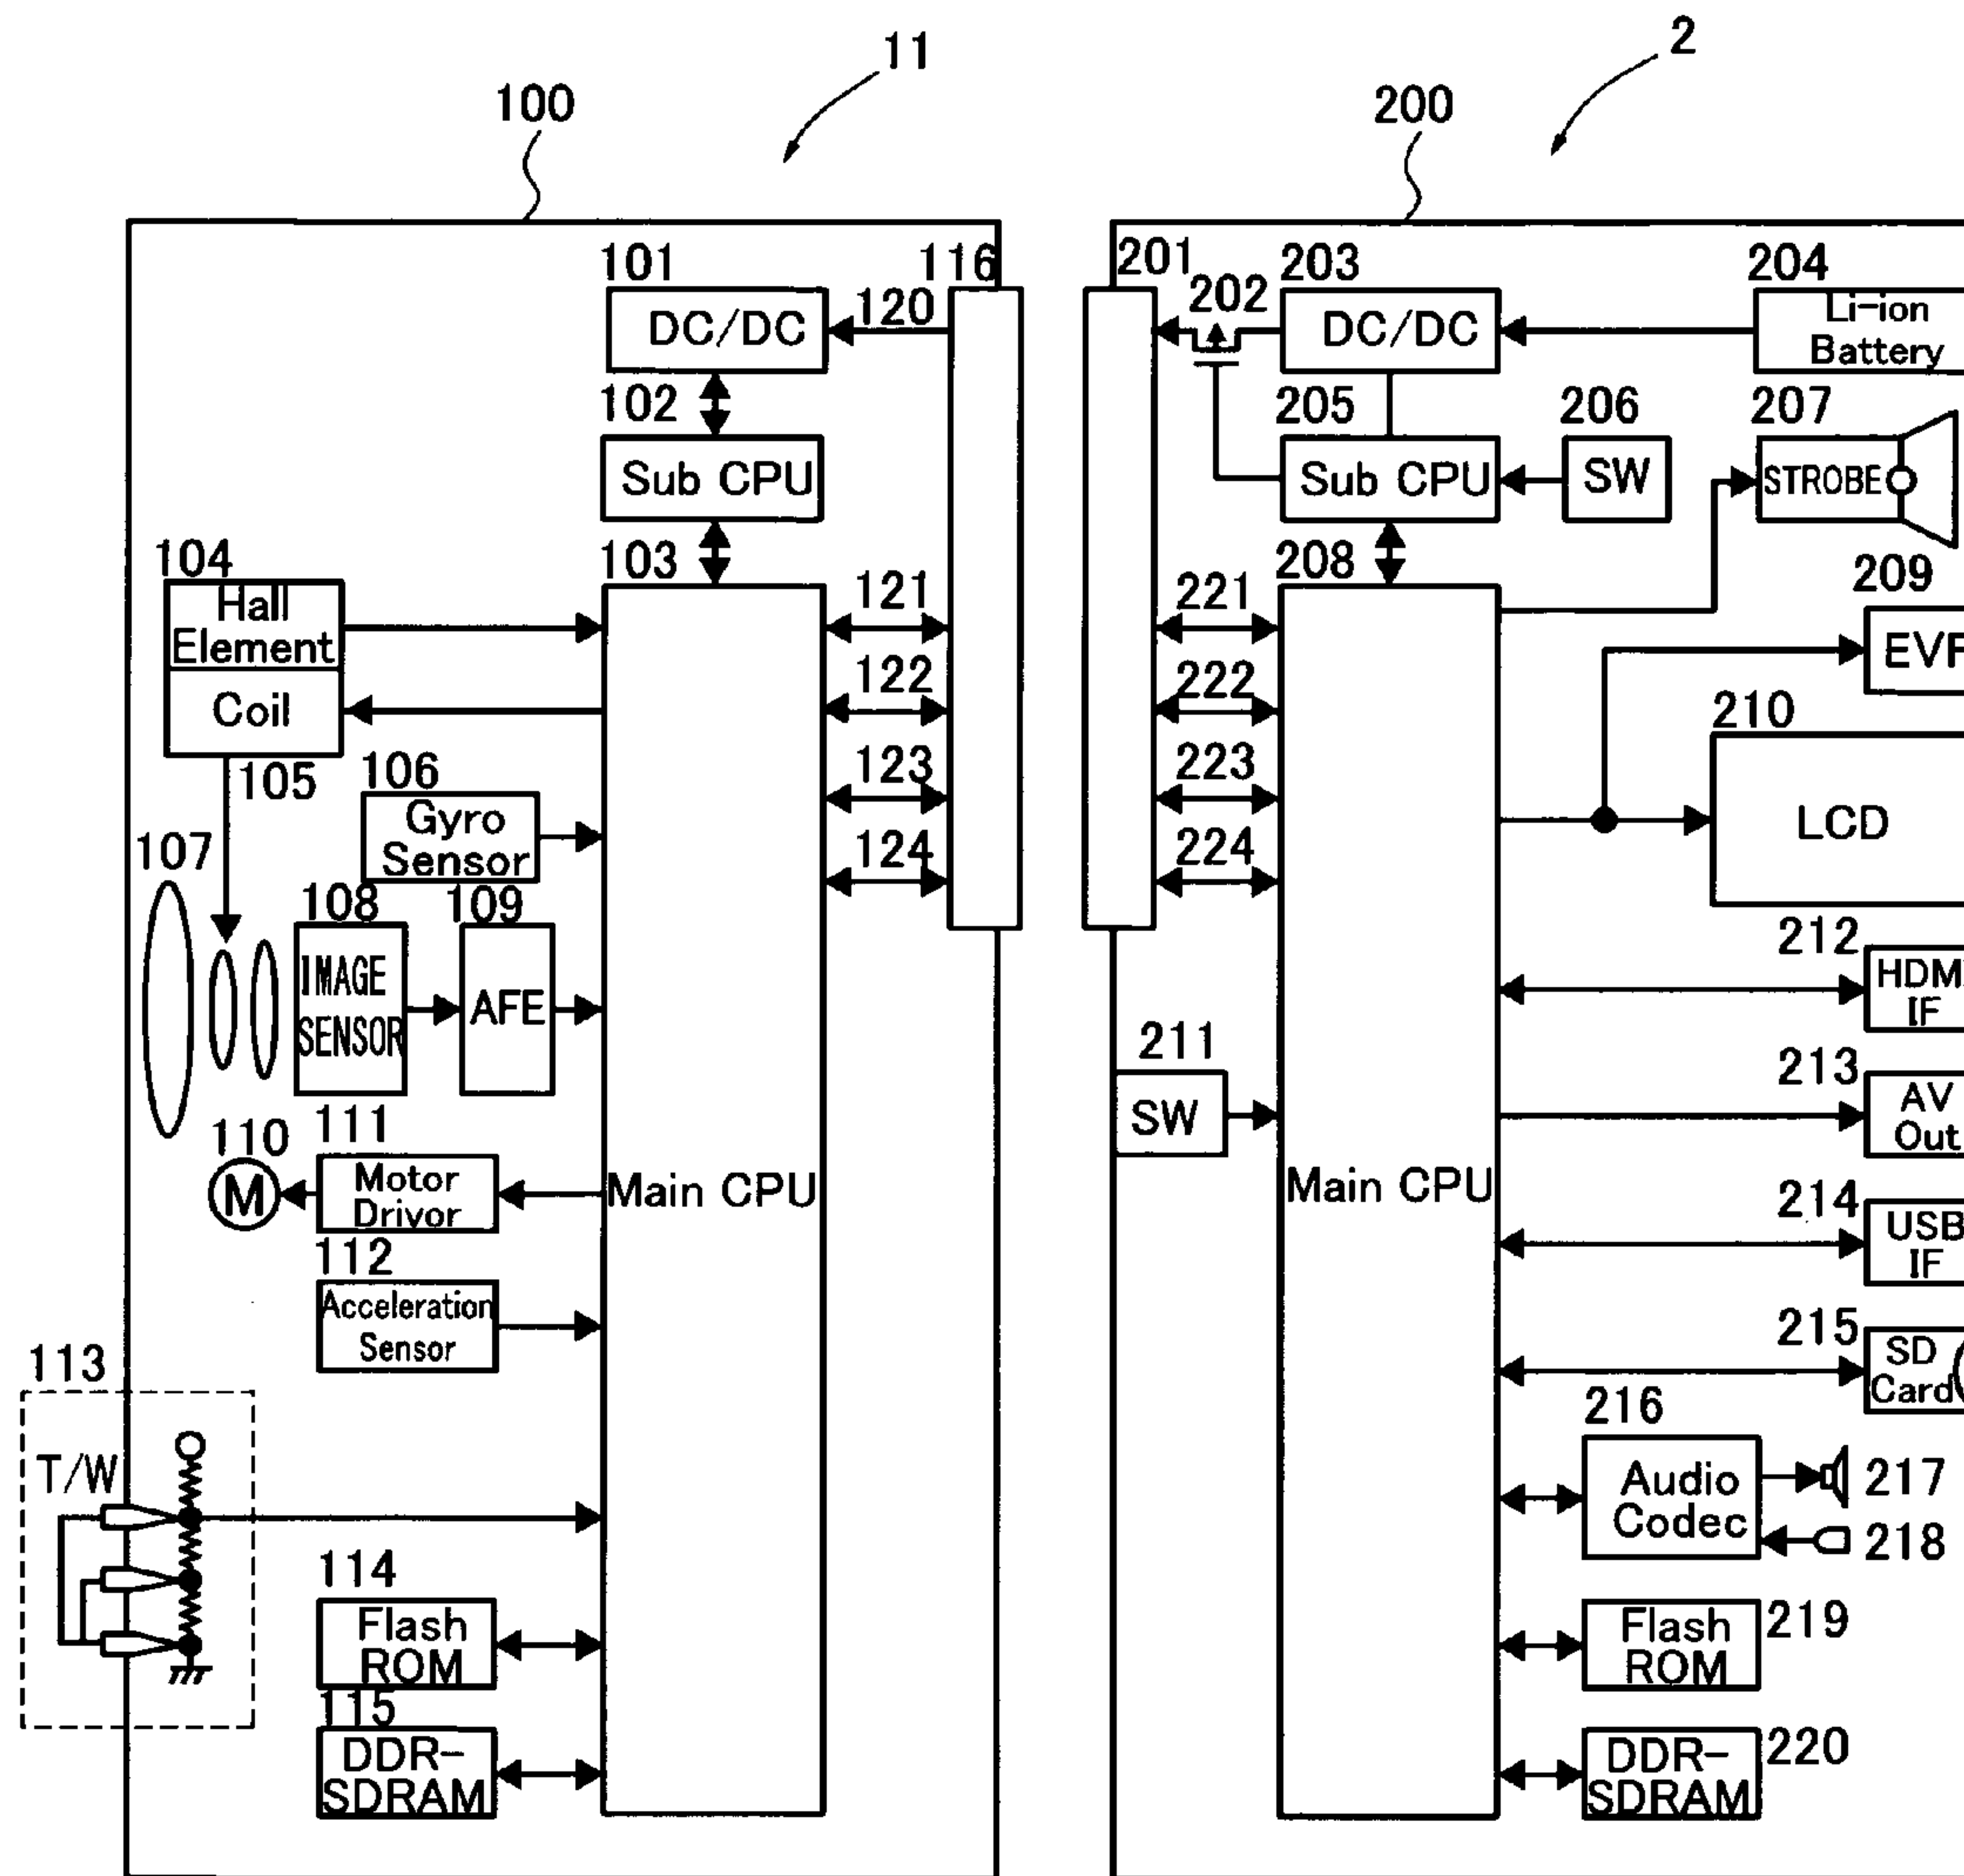 11
2
100
200
101
116
201
202
203
204
120
DC/DC
DC/DC
Li-ion
Battery
102
205
206
207
Sub CPU
Sub CPU
SW
STROBE
104
103
208
209
Hall
Element
121
221
EVF
Coil
122
222
210
105
106
123
223
Gyro
Sensor
LCD
107
124
224
108
109
212
IMAGE
SENSOR
AFE
HDMI
IF
211
213
SW
AV
Out
110
111
M
Motor
Drivor
Main CPU
Main CPU
214
USB
IF
112
Acceleration
Sensor
215
SD
Card
113
216
T/W
Audio
Codec
217
218
114
Flash
ROM
Flash
ROM
219
115
DDR-
SDRAM
DDR-
SDRAM
220